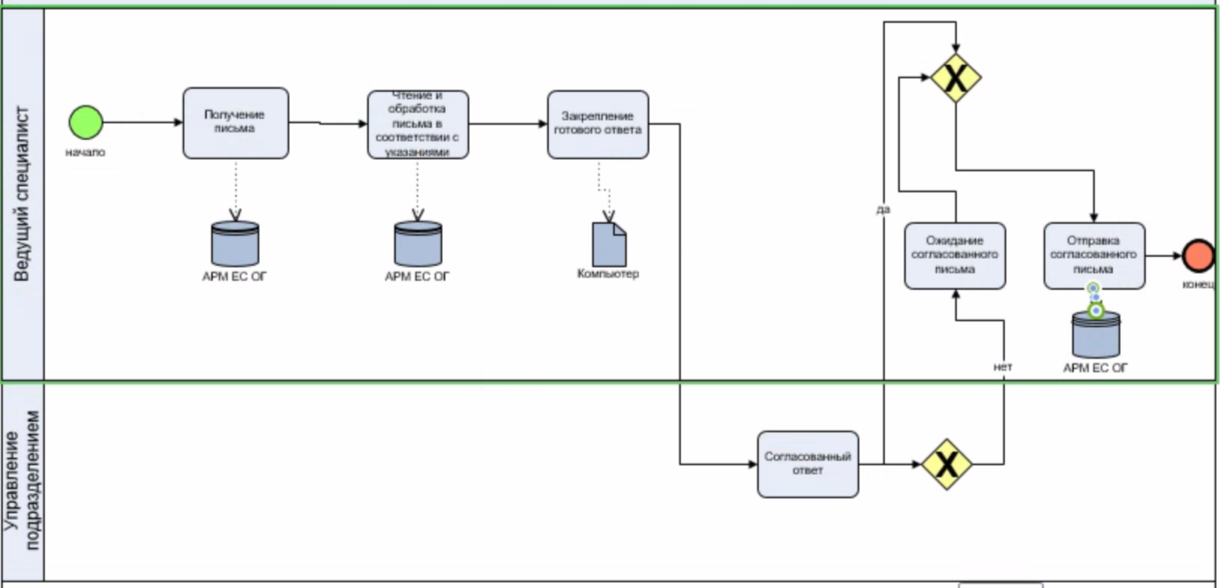 Ведущий специалист
начало
Получение
письма
АРМ ЕС ОГ
Чтение и
обработка
письма в
соответствии с
указаниями
АРМ ЕС ОГ
Закрепление
готового ответа
Компьютер
X
да
Ожидание
согласованного
письма
нет
Отправка
согласованного
письма
АРМ ЕС ОГ
конец
Управление
подразделением
Согласованный
ответ
X